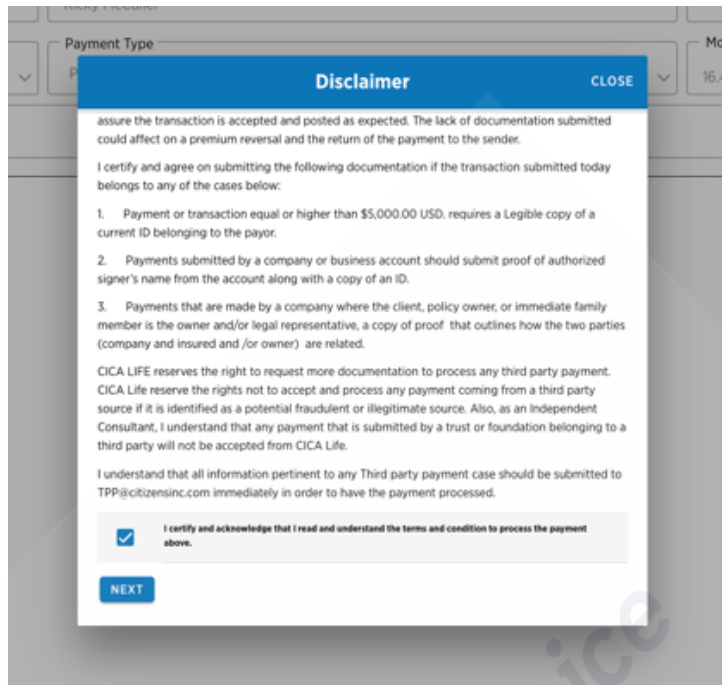 Payment Type
Mo
P
16.4
Disclaimer
CLOSE
assure the transaction is accepted and posted as expected. The lack of documentation submitted
could affect on a premium reversal and the return of the payment to the sender.
I certify and agree on submitting the following documentation if the transaction submitted today
belongs to any of the cases below:
1. Payment or transaction equal or higher than $5,000.00 USD. requires a Legible copy of a
current ID belonging to the payor.
2. Payments submitted by a company or business account should submit proof of authorized
signer's name from the account along with a copy of an ID.
3. Payments that are made by a company where the client, policy owner, or immediate family
member is the owner and/or legal representative, a copy of proof that outlines how the two parties
(company and insured and /or owner) are related.
CICA LIFE reserves the right to request more documentation to process any third party payment.
CICA Life reserve the rights not to accept and process any payment coming from a third party
source if it is identified as a potential fraudulent or illegitimate source. Also, as an Independent
Consultant, I understand that any payment that is submitted by a trust or foundation belonging to a
third party will not be accepted from CICA Life.
I understand that all information pertinent to any Third party payment case should be submitted to
TPP@citizensinc.com immediately in order to have the payment processed.
I certify and acknowledge that I read and understand the terms and condition to process the payment
above.
NEXT
ice